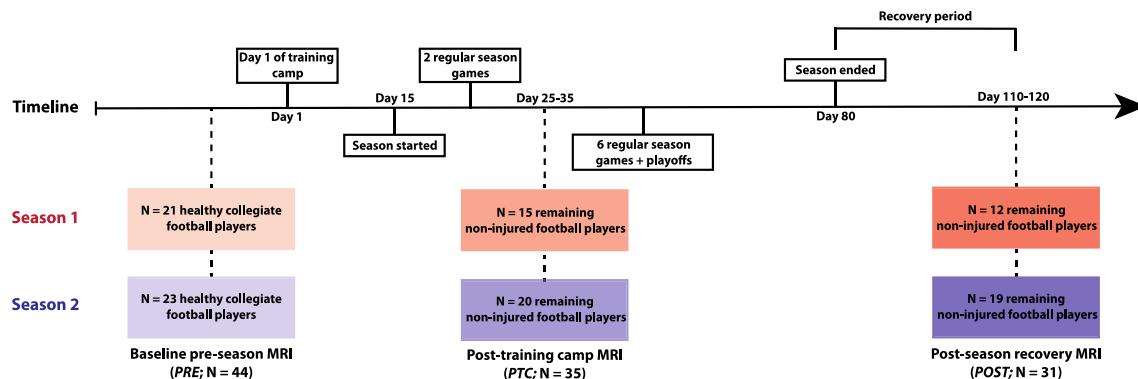 Recovery period
Day 1 of training
camp
2 regular season
games
Season ended
Timeline
Day 15
Day 25-35
Day 110-120
Day 1
Day 80
Season started
6 regular season
games + playoffs
Season 1
N = 21 healthy collegiate
football players
N = 15 remaining
non-injured football players
N = 12 remaining
non-injured football players
Season 2
N = 23 healthy collegiate
football players
N = 20 remaining
non-injured football players
N = 19 remaining
non-injured football players
Baseline pre-season MRI
(PRE; N = 44)
Post-training camp MRI
(PTC; N = 35)
Post-season recovery MRI
(POST; N = 31)